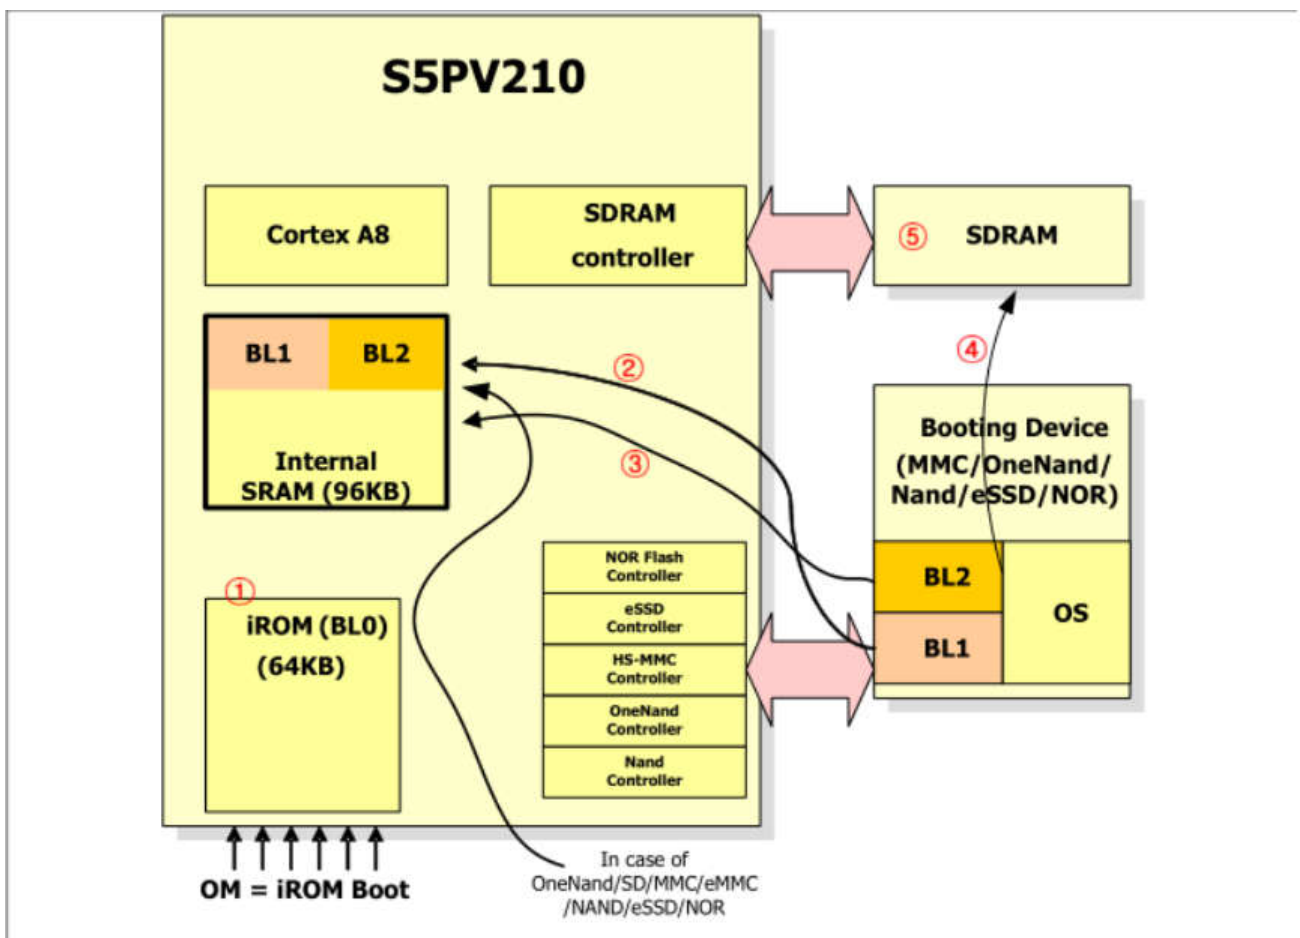 S5PV210
Cortex A8
SDRAM
controller
⑤ SDRAM
BL1 BL2
②
④
Internal
SRAM (96KB)
③
Booting Device
(MMC/OneNand/
Nand/eSSD/NOR)
①
iROM (BL0)
(64KB)
NOR Flash
Controller
eSSD
Controller
HS-MMC
Controller
OneNand
Controller
Nand
Controller
BL2
BL1
OS
OM = iROM Boot
In case of
OneNand/SD/MMC/eMMC
/NAND/eSSD/NOR